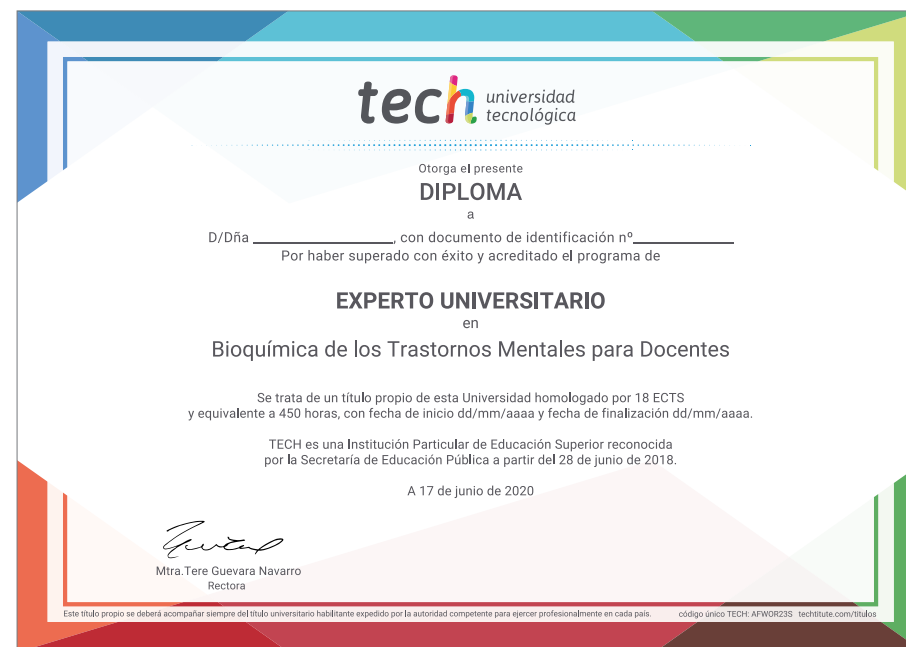 tech universidad
tecnológica
Otorga el presente
DIPLOMA
a
D/Dña ____________________, con documento de identificación nº______________
Por haber superado con éxito y acreditado el programa de
EXPERTO UNIVERSITARIO
en
Bioquímica de los Trastornos Mentales para Docentes
Se trata de un título propio de esta Universidad homologado por 18 ECTS
y equivalente a 450 horas, con fecha de inicio dd/mm/aaaa y fecha de finalización dd/mm/aaaa.
TECH es una Institución Particular de Educación Superior reconocida
por la Secretaría de Educación Pública a partir del 28 de junio de 2018.
A 17 de junio de 2020
Mtra.Tere Guevara Navarro
Rectora
Este título propio se deberá acompañar siempre del título universitario habilitante expedido por la autoridad competente para ejercer profesionalmente en cada país. código único TECH: AFWOR23S techtitute.com/titulos